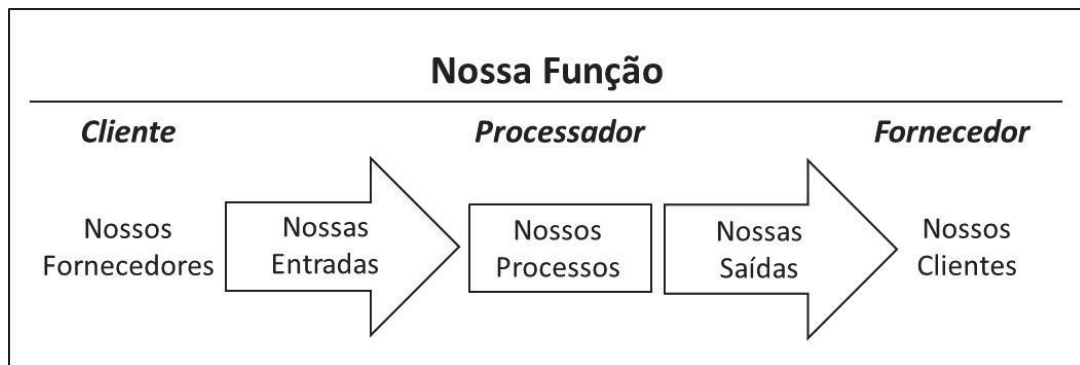 Nossa Função
Cliente
Processador
Fornecedor
Nossos
Fornecedores
Nossas
Entradas
Nossos
Processos
Nossas
Saídas
Nossos
Clientes